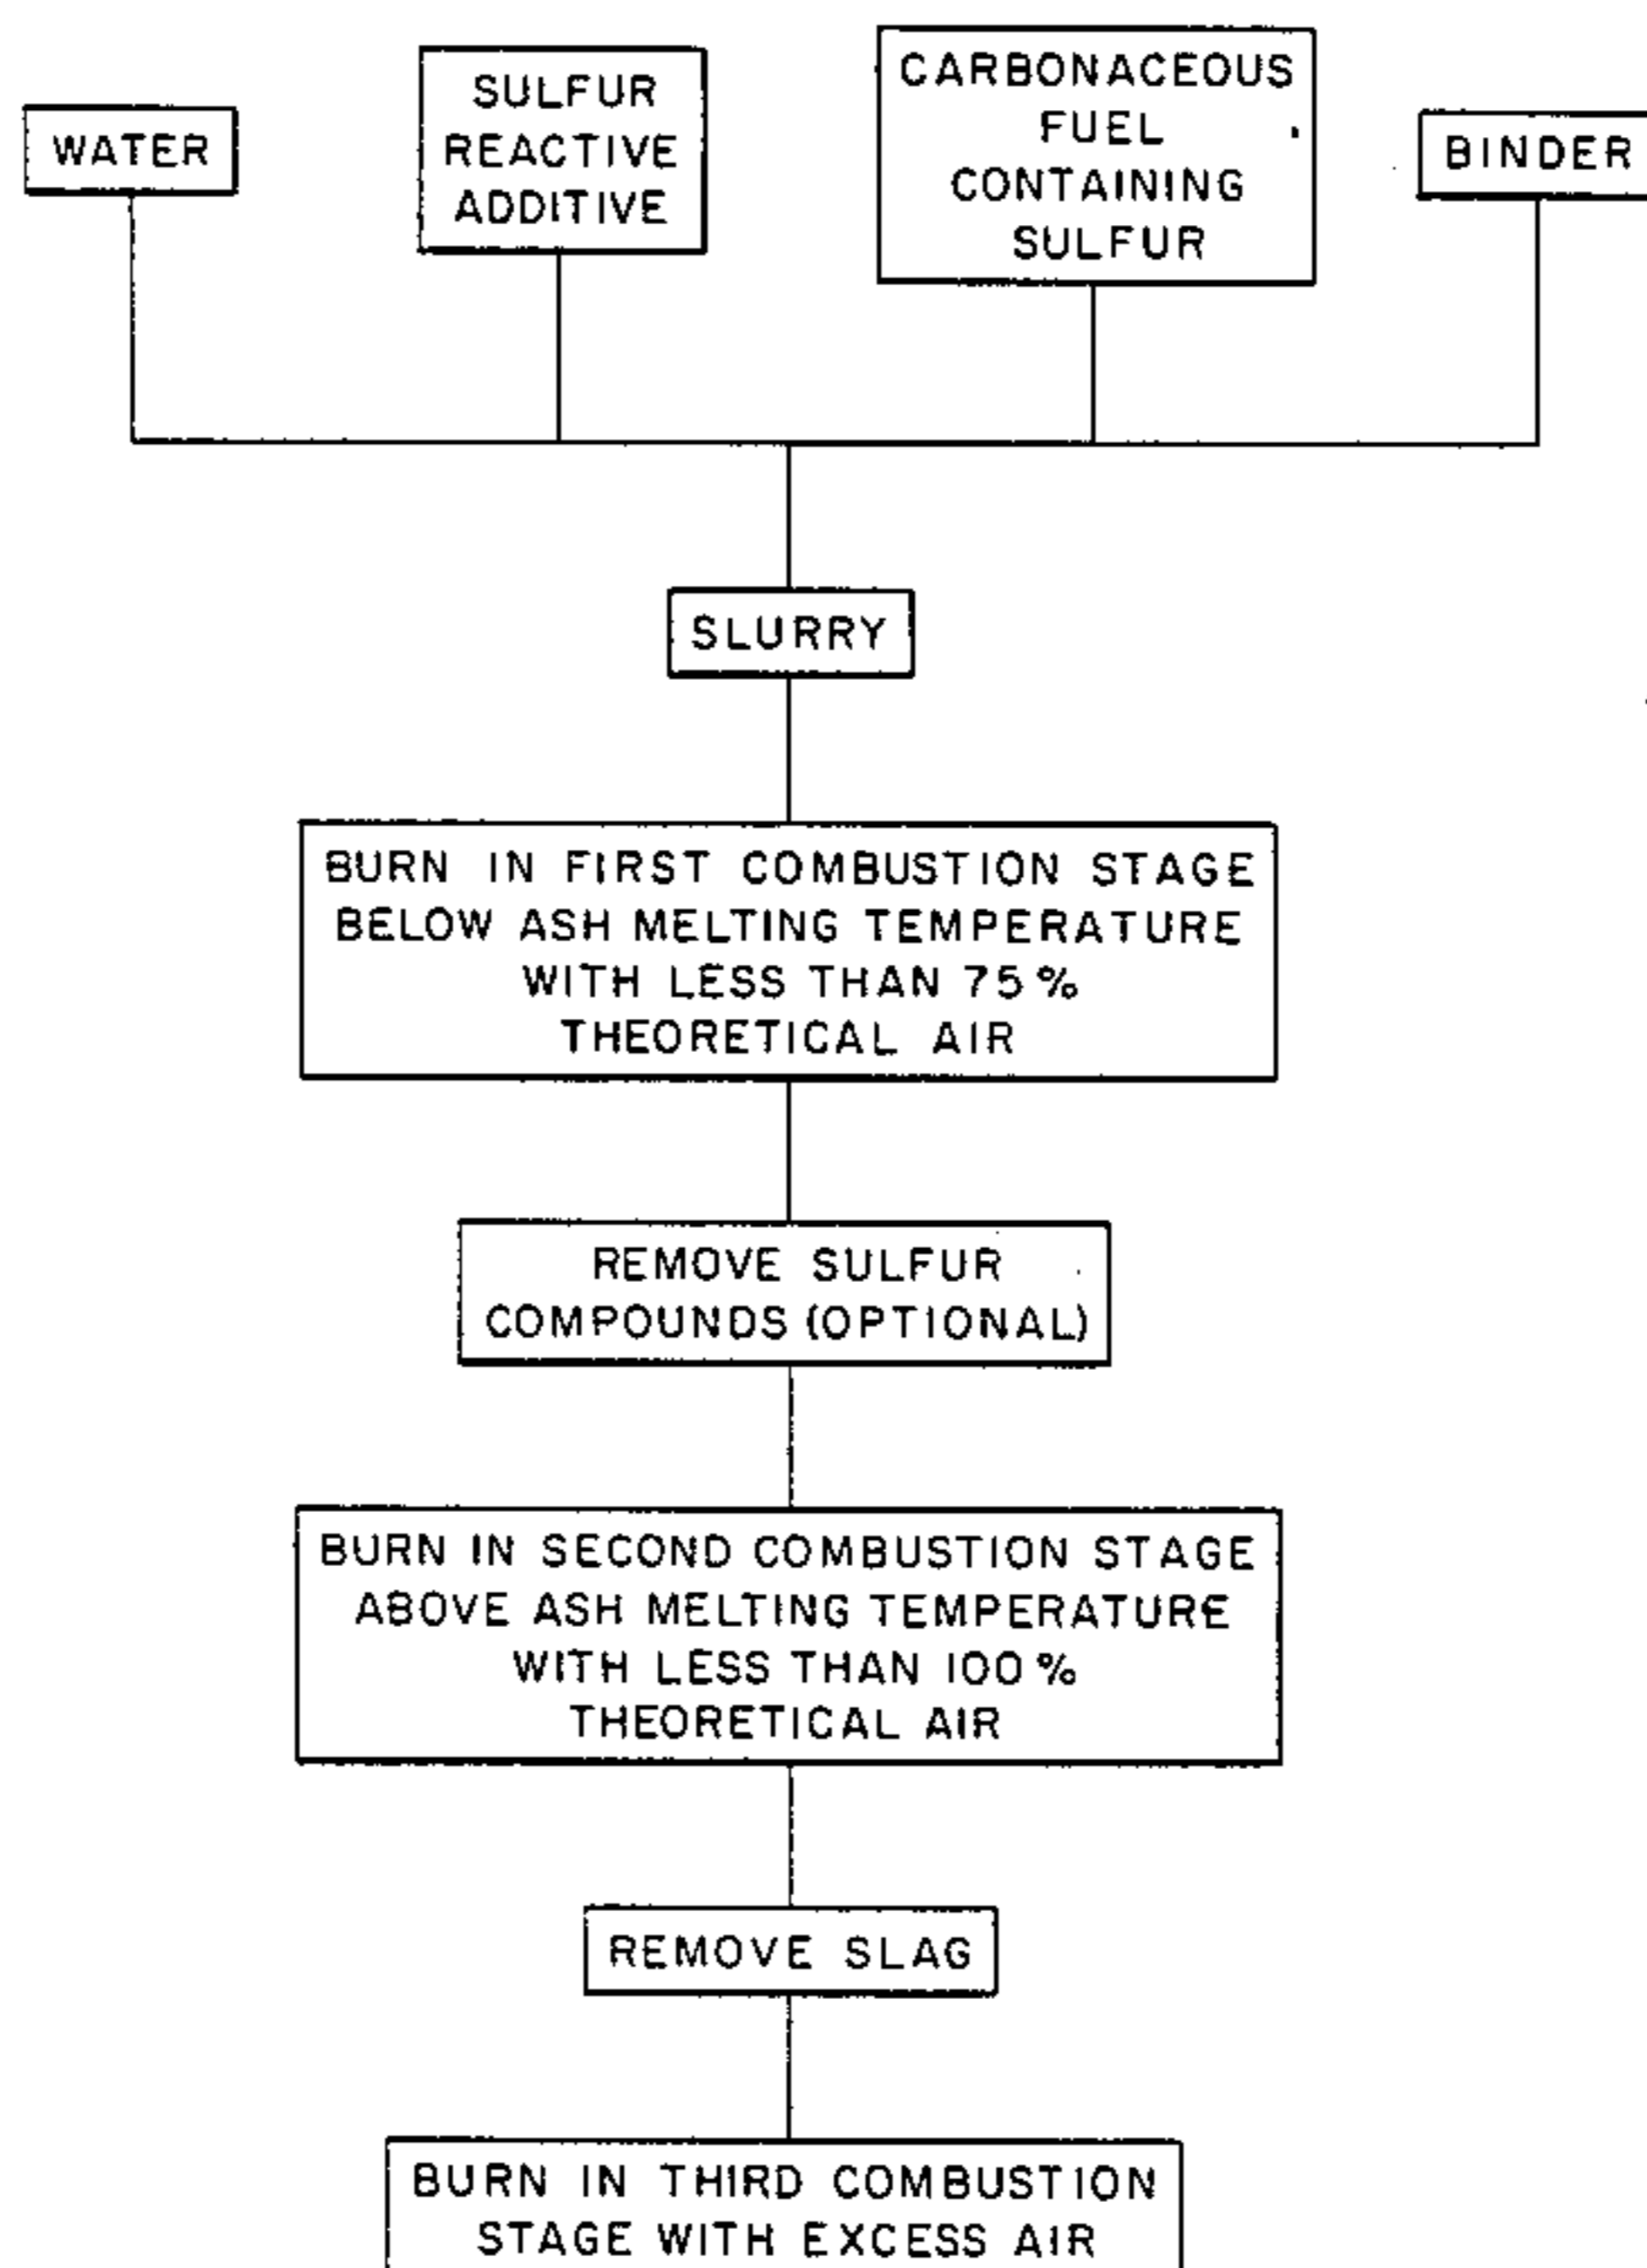 WATER
SULFUR
REACTIVE
ADDITIVE
CARBONACEOUS
FUEL
CONTAINING
SULFUR
BINDER
SLURRY
BURN IN FIRST COMBUSTION STAGE
BELOW ASH MELTING TEMPERATURE
WITH LESS THAN 75%
THEORETICAL AIR
REMOVE SULFUR
COMPOUNDS (OPTIONAL)
BURN IN SECOND COMBUSTION STAGE
ABOVE ASH MELTING TEMPERATURE
WITH LESS THAN 100%
THEORETICAL AIR
REMOVE SLAG
BURN IN THIRD COMBUSTION
STAGE WITH EXCESS AIR